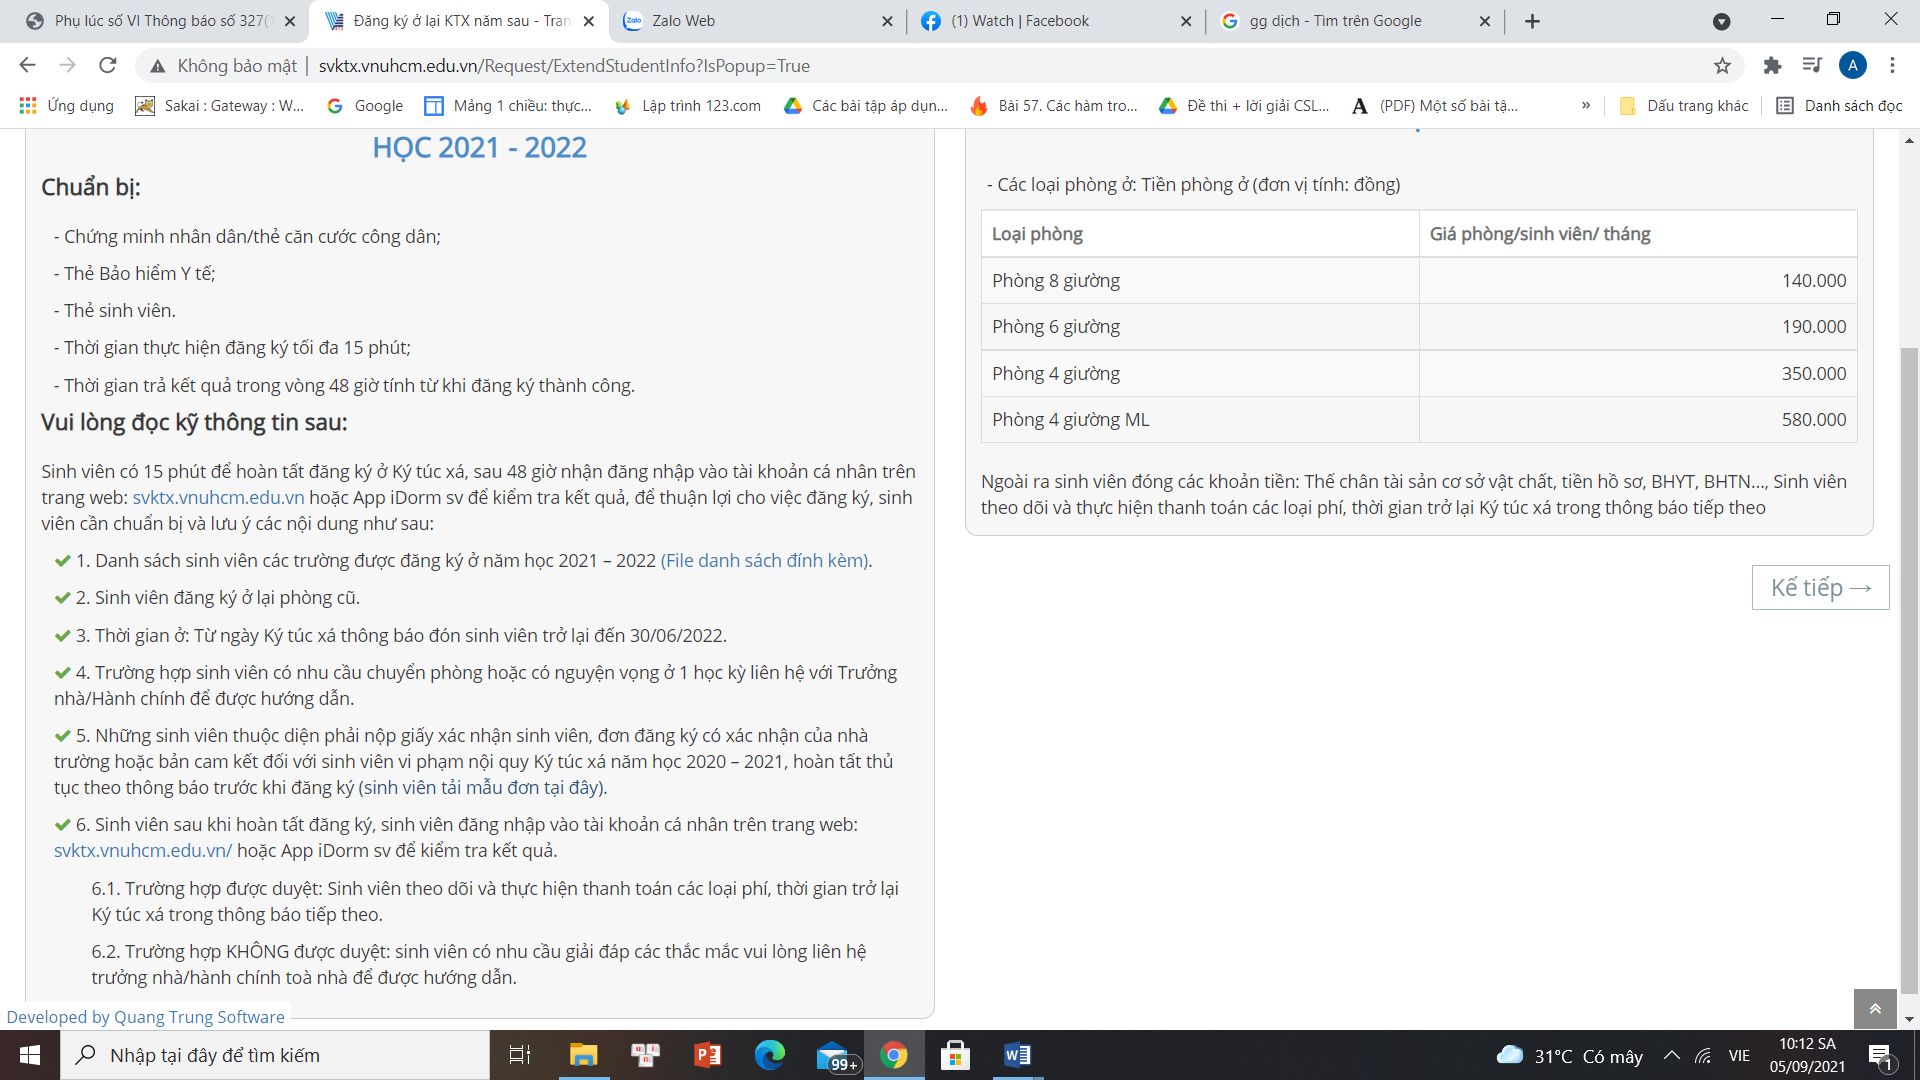 Phụ lúc số VI Thông báo số 327(1
Đăng ký ở lại KTX năm sau - Tran
Zalo Web
(1) Watch | Facebook
gg dịch - Tìm trên Google
Không bảo mật
svktx.vnuhcm.edu.vn/Request/ExtendStudentInfo?IsPopup=True
A
Ứng dụng
Sakai : Gateway : W...
Google
Mảng 1 chiều: thực...
Lập trình 123.com
Các bài tập áp dụn...
Bài 57. Các hàm tro...
Đề thi + lời giải CSL...
(PDF) Một số bài tậ...
»
Dấu trang khác
Danh sách đọc
HỌC 2021 - 2022
Chuẩn bị:
- Chứng minh nhân dân/thẻ căn cước công dân;
- Thẻ Bảo hiểm Y tế;
- Thẻ sinh viên.
- Thời gian thực hiện đăng ký tối đa 15 phút;
- Thời gian trả kết quả trong vòng 48 giờ tính từ khi đăng ký thành công.
Vui lòng đọc kỹ thông tin sau:
Sinh viên có 15 phút để hoàn tất đăng ký ở Ký túc xá, sau 48 giờ nhận đăng nhập vào tài khoản cá nhân trên
trang web: svktx.vnuhcm.edu.vn hoặc App iDorm sv để kiểm tra kết quả, để thuận lợi cho việc đăng ký, sinh
viên cần chuẩn bị và lưu ý các nội dung như sau:
1. Danh sách sinh viên các trường được đăng ký ở năm học 2021 – 2022 (File danh sách đính kèm).
2. Sinh viên đăng ký ở lại phòng cũ.
3. Thời gian ở: Từ ngày Ký túc xá thông báo đón sinh viên trở lại đến 30/06/2022.
4. Trường hợp sinh viên có nhu cầu chuyển phòng hoặc có nguyện vọng ở 1 học kỳ liên hệ với Trưởng
nhà/Hành chính để được hướng dẫn.
5. Những sinh viên thuộc diện phải nộp giấy xác nhận sinh viên, đơn đăng ký có xác nhận của nhà
trường hoặc bản cam kết đối với sinh viên vi phạm nội quy Ký túc xá năm học 2020 – 2021, hoàn tất thủ
tục theo thông báo trước khi đăng ký (sinh viên tải mẫu đơn tại đây).
6. Sinh viên sau khi hoàn tất đăng ký, sinh viên đăng nhập vào tài khoản cá nhân trên trang web:
svktx.vnuhcm.edu.vn/ hoặc App iDorm sv để kiểm tra kết quả.
6.1. Trường hợp được duyệt: Sinh viên theo dõi và thực hiện thanh toán các loại phí, thời gian trở lại
Ký túc xá trong thông báo tiếp theo.
6.2. Trường hợp KHÔNG được duyệt: sinh viên có nhu cầu giải đáp các thắc mắc vui lòng liên hệ
trưởng nhà/hành chính toà nhà để được hướng dẫn.
- Các loại phòng ở: Tiền phòng ở (đơn vị tính: đồng)
Loại phòng Giá phòng/sinh viên/ tháng
Phòng 8 giường 140.000
Phòng 6 giường 190.000
Phòng 4 giường 350.000
Phòng 4 giường ML 580.000
Ngoài ra sinh viên đóng các khoản tiền: Thế chân tài sản cơ sở vật chất, tiền hồ sơ, BHYT, BHTN..., Sinh viên
theo dõi và thực hiện thanh toán các loại phí, thời gian trở lại Ký túc xá trong thông báo tiếp theo
Kế tiếp →
Developed by Quang Trung Software
Nhập tại đây để tìm kiếm
99+
31°C Có mây
VIE
10:12 SA
05/09/2021
1